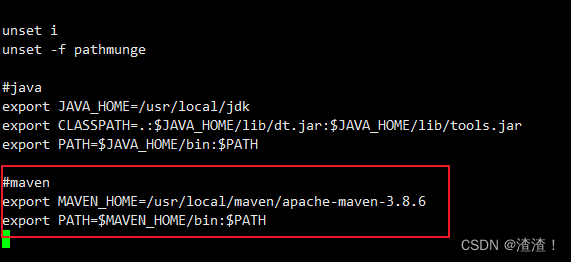 unset i
unset -f pathmunge
#java
export JAVA_HOME=/usr/local/jdk
export CLASSPATH=.:$JAVA_HOME/lib/dt.jar:$JAVA_HOME/lib/tools.jar
export PATH=$JAVA_HOME/bin:$PATH
#maven
export MAVEN_HOME=/usr/local/maven/apache-maven-3.8.6
export PATH=$MAVEN_HOME/bin:$PATH
CSDN @渣渣！